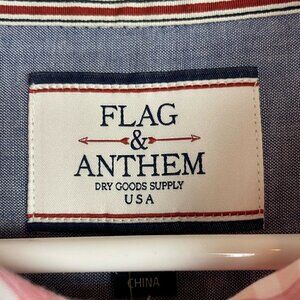 FLAG
&
ANTHEM
DRY GOODS SUPPLY
USA
CHINA